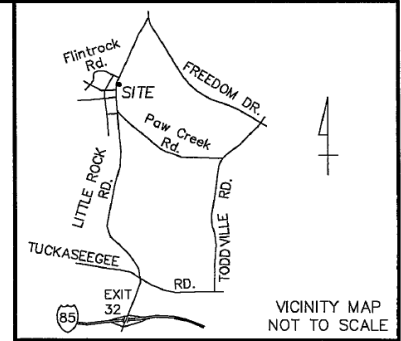 Flintrock
Rd.
FREEDOM DR.
SITE
Paw Creek
Rd.
LITTLE ROCK
RD.
TODDVILLE RD.
TUCKASEEGEE
RD.
EXIT
32
85
VICINITY MAP
NOT TO SCALE